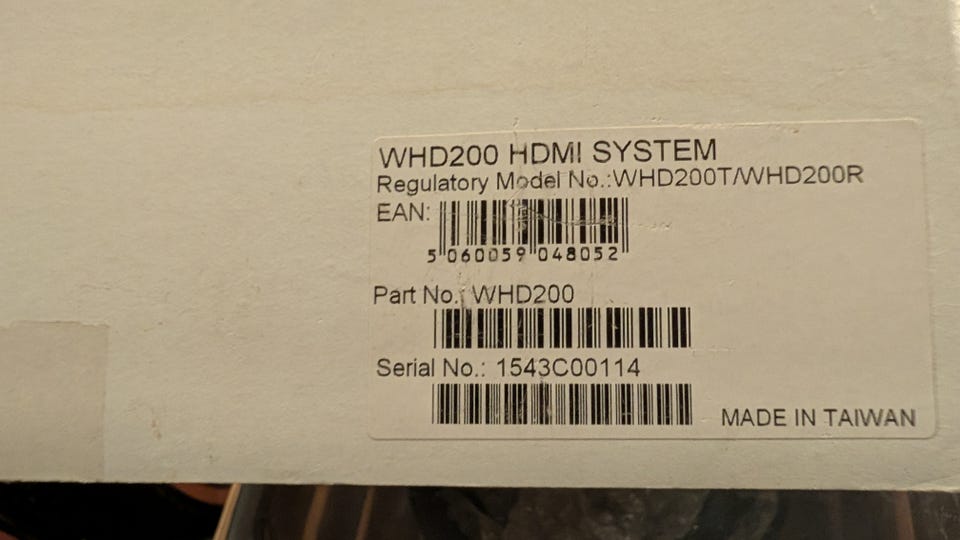 WHD200 HDMI SYSTEM
Regulatory Model No.:WHD200T/WHD200R
EAN:
5 060059 048052
Part No.: WHD200
Serial No.: 1543C00114
MADE IN TAIWAN